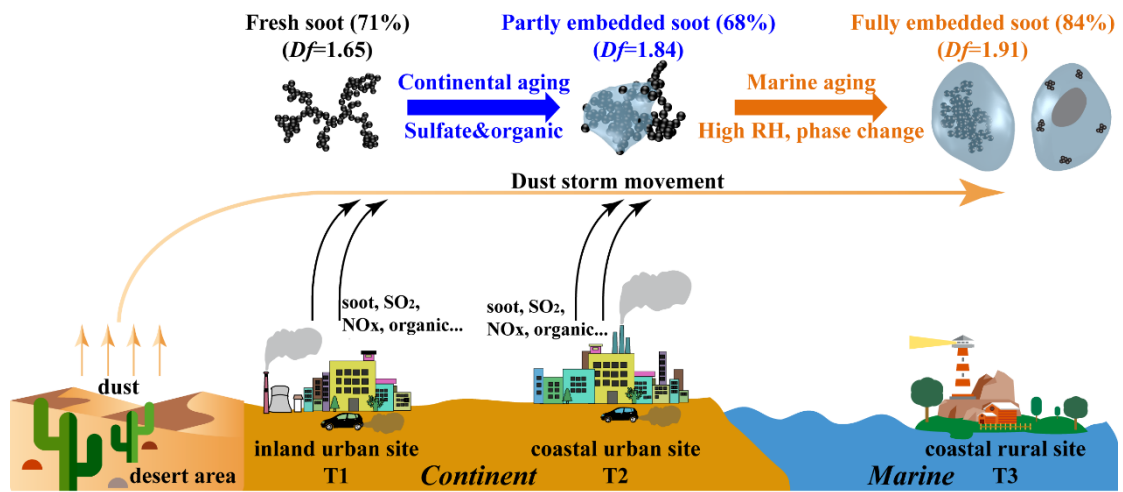 Fresh soot (71%)
(Df=1.65)
Partly embedded soot (68%)
(Df=1.84)
Fully embedded soot (84%)
(Df=1.91)
Continental aging
Sulfate&organic
Marine aging
High RH, phase change
Dust storm movement
soot, SO₂,
NOx, organic...
soot, SO₂,
NOx, organic...
dust
desert area
inland urban site
T1
Continent
coastal urban site
T2
Marine
coastal rural site
T3